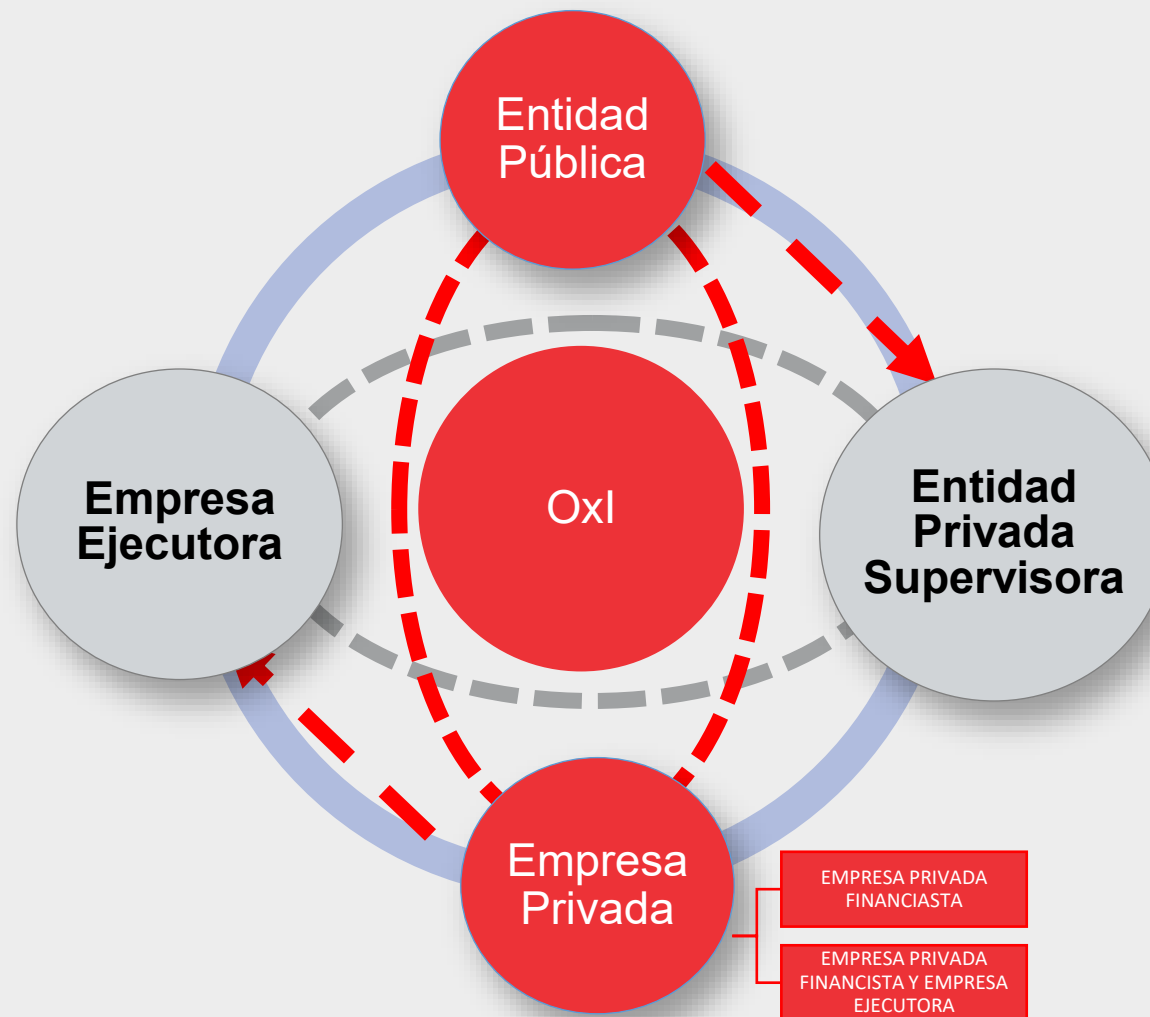 Entidad
Pública
Empresa
Ejecutora
OxI
Entidad
Privada
Supervisora
Empresa
Privada
EMPRESA PRIVADA
FINANCIASTA
EMPRESA PRIVADA
FINANCISTA Y EMPRESA
EJECUTORA